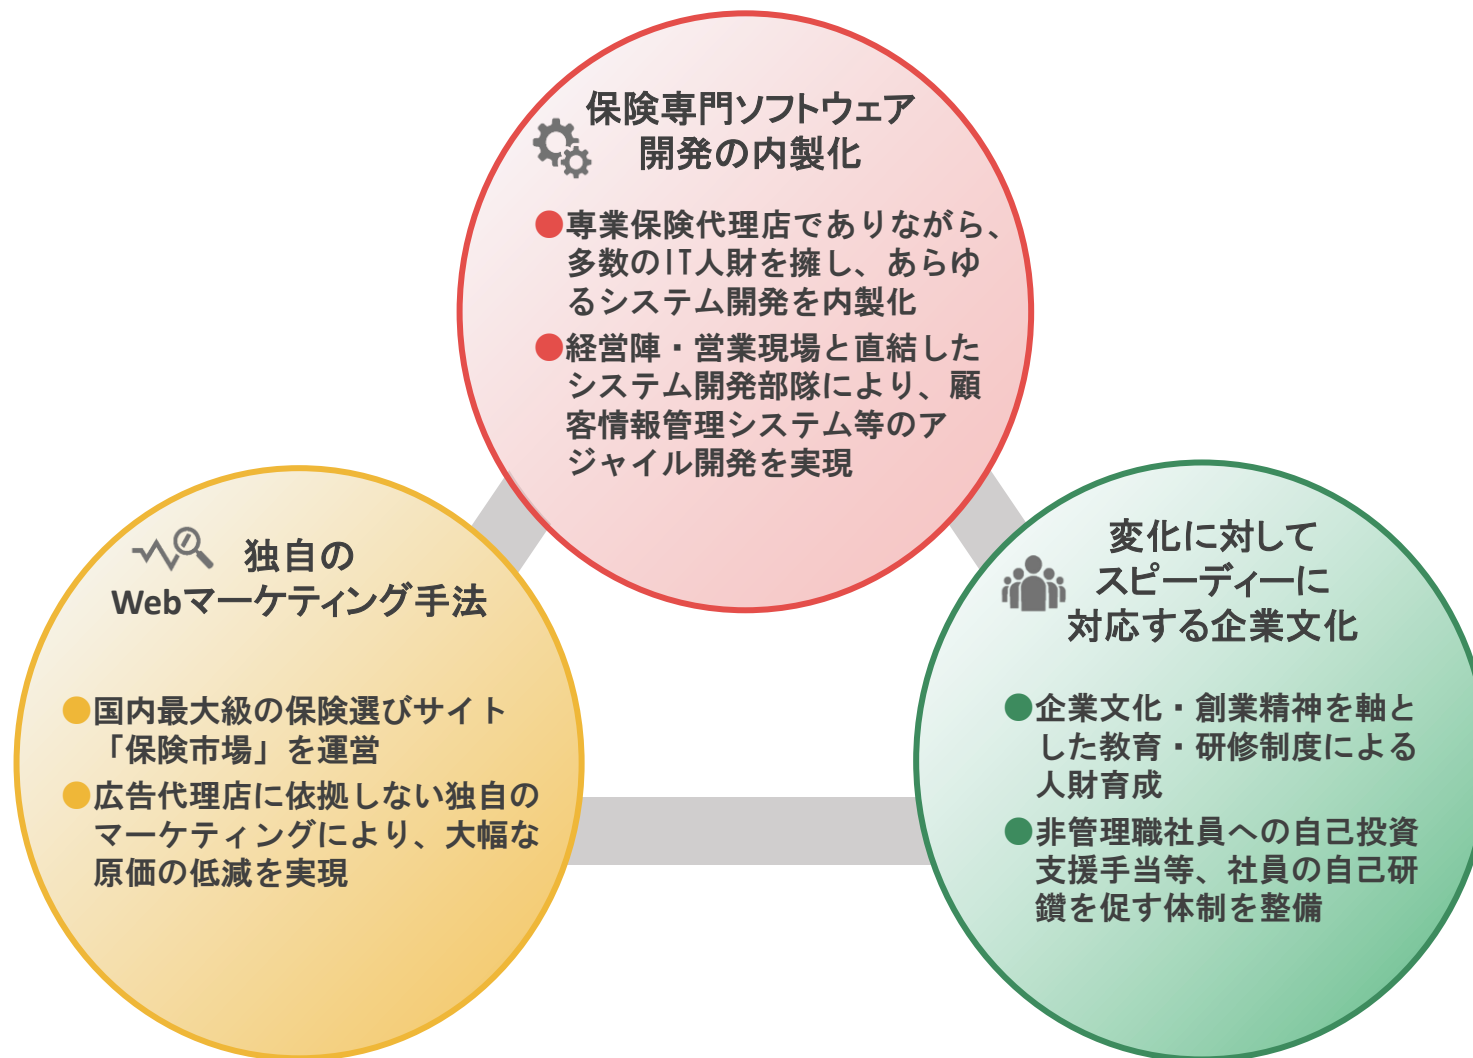 保険専門ソフトウェア
開発の内製化
●専業保険代理店でありながら、
多数のIT人財を擁し、あらゆ
るシステム開発を内製化
●経営陣・営業現場と直結した
システム開発部隊により、顧
客情報管理システム等のア
ジャイル開発を実現
独自の
Webマーケティング手法
●国内最大級の保険選びサイト
「保険市場」を運営
●広告代理店に依拠しない独自の
マーケティングにより、大幅な
原価の低減を実現
変化に対して
スピーディーに
対応する企業文化
●企業文化・創業精神を軸と
した教育・研修制度による
人財育成
●非管理職社員への自己投資
支援手当等、社員の自己研
鑽を促す体制を整備